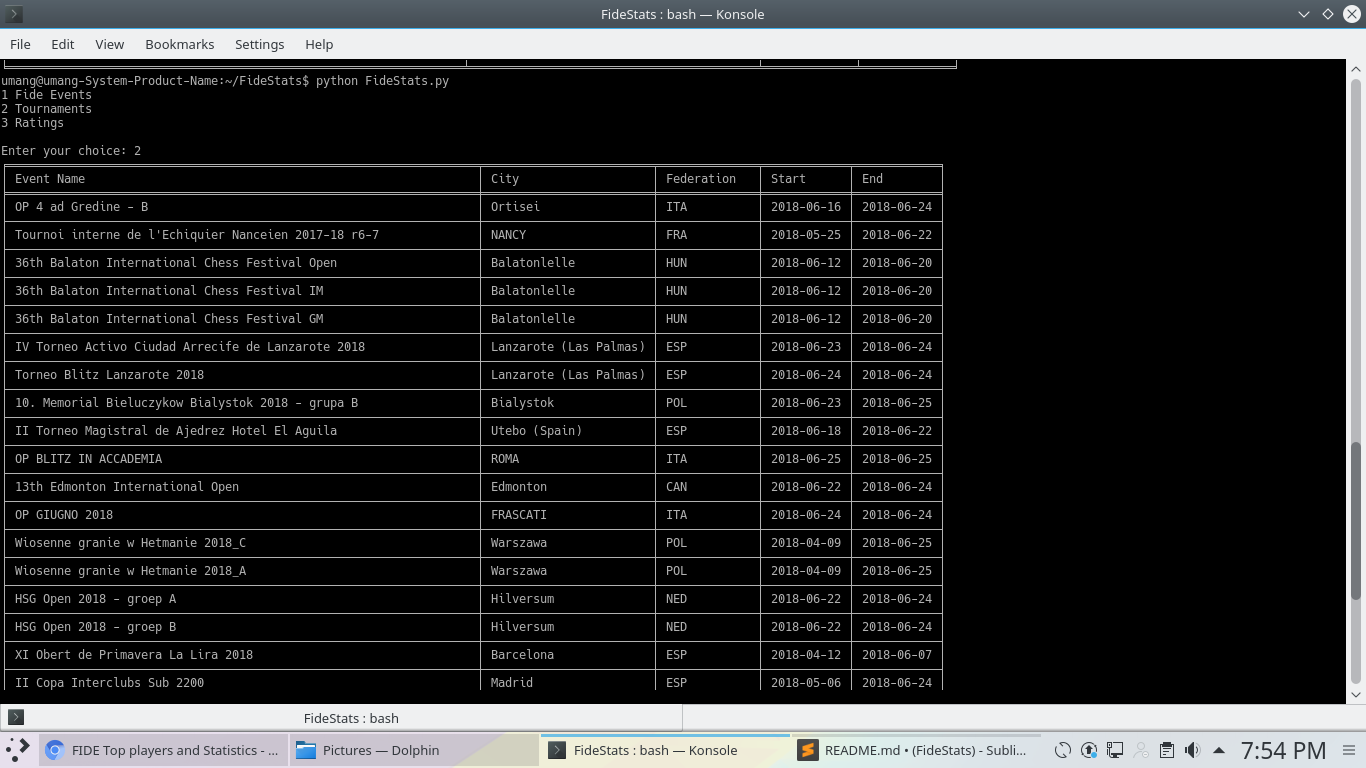 FideStats : bash — Konsole
File Edit View Bookmarks Settings Help
umang@umang-System-Product-Name:~/FideStats$ python FideStats.py
1 Fide Events
2 Tournaments
3 Ratings
Enter your choice: 2
Event Name City Federation Start End
OP 4 ad Gredine - B Ortisei ITA 2018-06-16 2018-06-24
Tournoi interne de l'Echiquier Nanceien 2017-18 r6-7 NANCY FRA 2018-05-25 2018-06-22
36th Balaton International Chess Festival Open Balatonlelle HUN 2018-06-12 2018-06-20
36th Balaton International Chess Festival IM Balatonlelle HUN 2018-06-12 2018-06-20
36th Balaton International Chess Festival GM Balatonlelle HUN 2018-06-12 2018-06-20
IV Torneo Activo Ciudad Arrecife de Lanzarote 2018 Lanzarote (Las Palmas) ESP 2018-06-23 2018-06-24
Torneo Blitz Lanzarote 2018 Lanzarote (Las Palmas) ESP 2018-06-24 2018-06-24
10. Memorial Bieluczykow Bialystok 2018 - grupa B Bialystok POL 2018-06-23 2018-06-25
II Torneo Magistral de Ajedrez Hotel El Aguila Utebo (Spain) ESP 2018-06-18 2018-06-22
OP BLITZ IN ACCADEMIA ROMA ITA 2018-06-25 2018-06-25
13th Edmonton International Open Edmonton CAN 2018-06-22 2018-06-24
OP GIUGNO 2018 FRASCATI ITA 2018-06-24 2018-06-24
Wiosenne granie w Hetmanie 2018_C Warszawa POL 2018-04-09 2018-06-25
Wiosenne granie w Hetmanie 2018_A Warszawa POL 2018-04-09 2018-06-25
HSG Open 2018 - groep A Hilversum NED 2018-06-22 2018-06-24
HSG Open 2018 - groep B Hilversum NED 2018-06-22 2018-06-24
XI Obert de Primavera La Lira 2018 Barcelona ESP 2018-04-12 2018-06-07
II Copa Interclubs Sub 2200 Madrid ESP 2018-05-06 2018-06-24
FideStats : bash
FIDE Top players and Statistics - ... Pictures — Dolphin FideStats : bash — Konsole README.md • (FideStats) - Subli... 7:54 PM